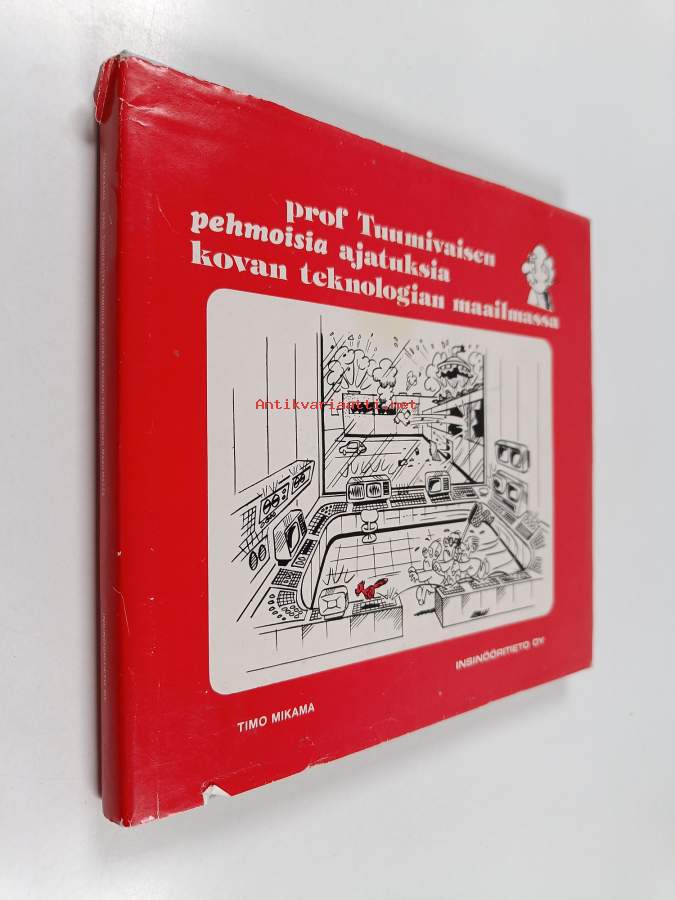 prof Tuumivaisen
pehmoisia ajatuksia
kovan teknologian maailmassa
Antikvariaatti.net
INSINÖÖRITIETO OY
TIMO MIKAMA